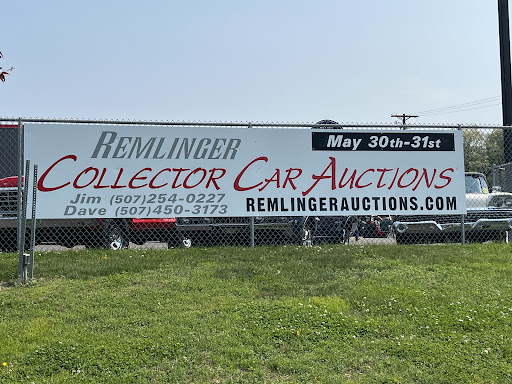 REMLINGER
May 30th-31st
COLLECTOR CAR AUCTIONS
Jim (507)254-0227
Dave (507)450-3173
REMLINGERAUCTIONS.COM